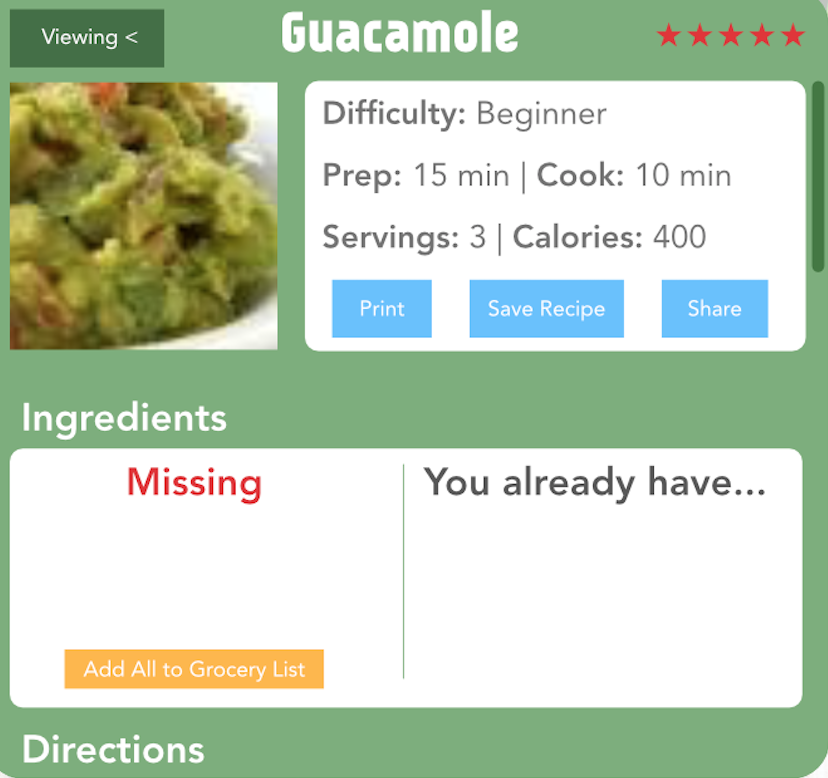 Viewing <
Guacamole
★★★★★
Difficulty: Beginner
Prep: 15 min | Cook: 10 min
Servings: 3 | Calories: 400
Print
Save Recipe
Share
Ingredients
Missing
You already have...
Add All to Grocery List
Directions